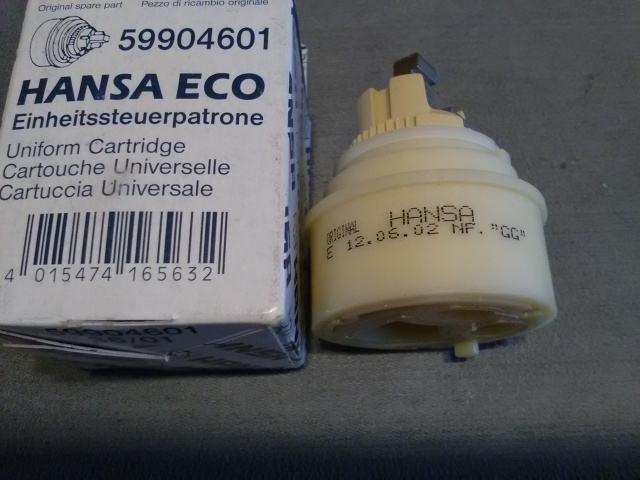 Original spare part Pezzo di ricambio originale
59904601
HANSA ECO
Einheitssteuerpatrone
Uniform Cartridge
Cartouche Universelle
Cartuccia Universale
4 015474 165632
59904601
/01
ORIGINAL HANSA
E 12.06.02 NF. "GG"